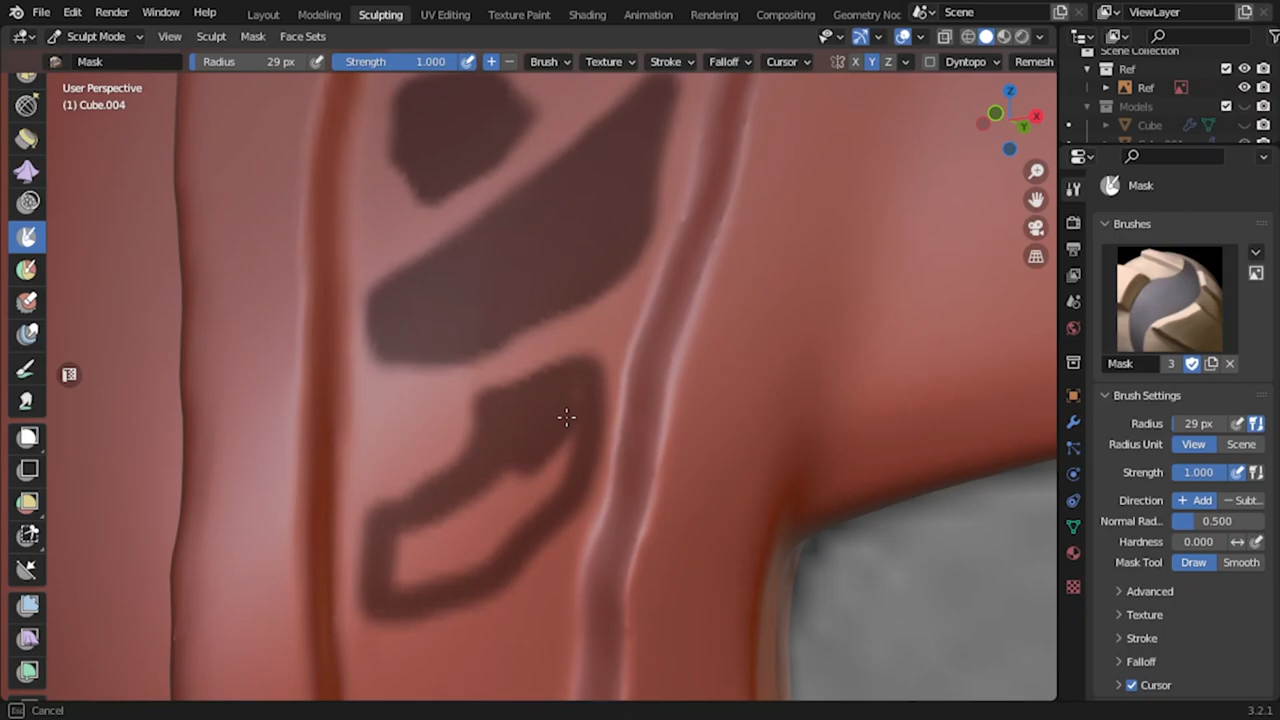 File Edit Render Window Help Layout Modeling Sculpting UV Editing Texture Paint Shading Animation Rendering Compositing Geometry Noc Scene ViewLayer
Sculpt Mode View Sculpt Mask Face Sets
Mask Radius 29 px Strength 1.000 Brush Texture Stroke Falloff Cursor X Y Z Dyntopo Remesh
User Perspective
(1) Cube.004
Z
X
Y
Scene Collection
Ref
Ref
Models
Cube
Mask
Brushes
Mask 3
Brush Settings
Radius 29 px
Radius Unit View Scene
Strength 1.000
Direction + Add − Subt...
Normal Rad... 0.500
Hardness 0.000
Mask Tool Draw Smooth
Advanced
Texture
Stroke
Falloff
Cursor
Esc Cancel 3.2.1